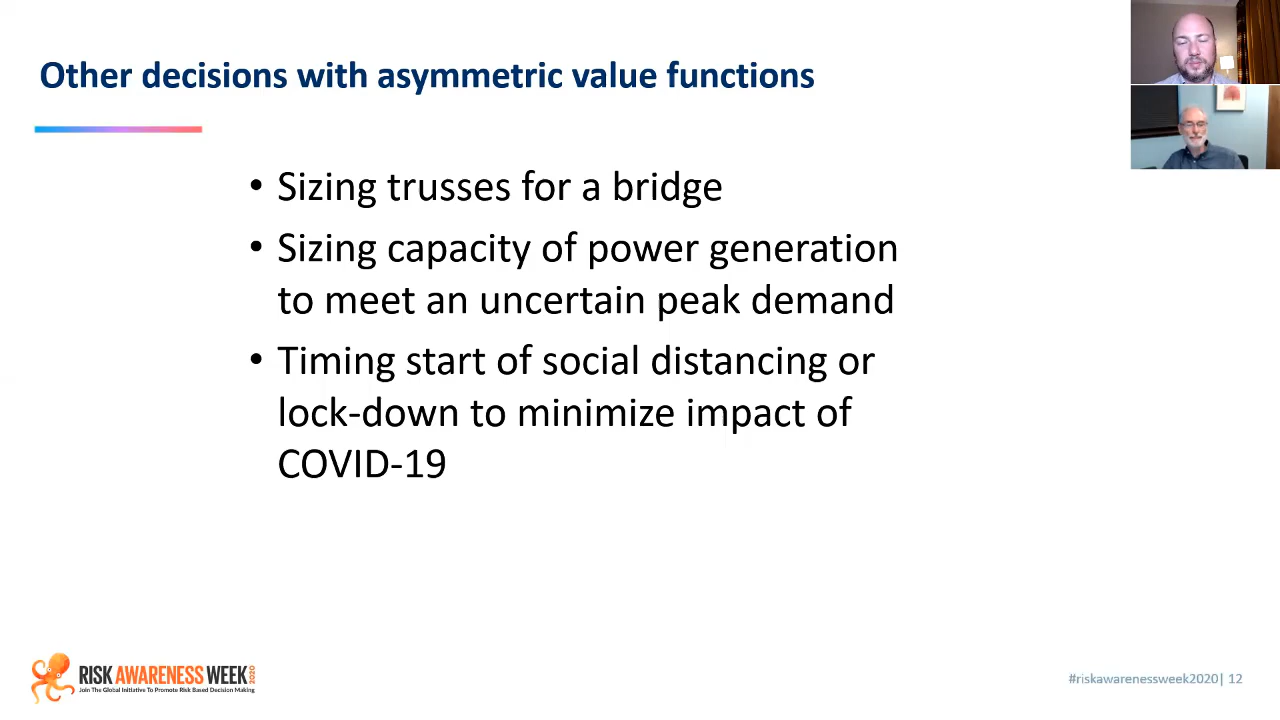 Other decisions with asymmetric value functions
• Sizing trusses for a bridge
• Sizing capacity of power generation
to meet an uncertain peak demand
• Timing start of social distancing or
lock-down to minimize impact of
COVID-19
RISK AWARENESS WEEK 2020
Join The Global Initiative To Promote Risk Based Decision Making
#riskawarenessweek2020| 12